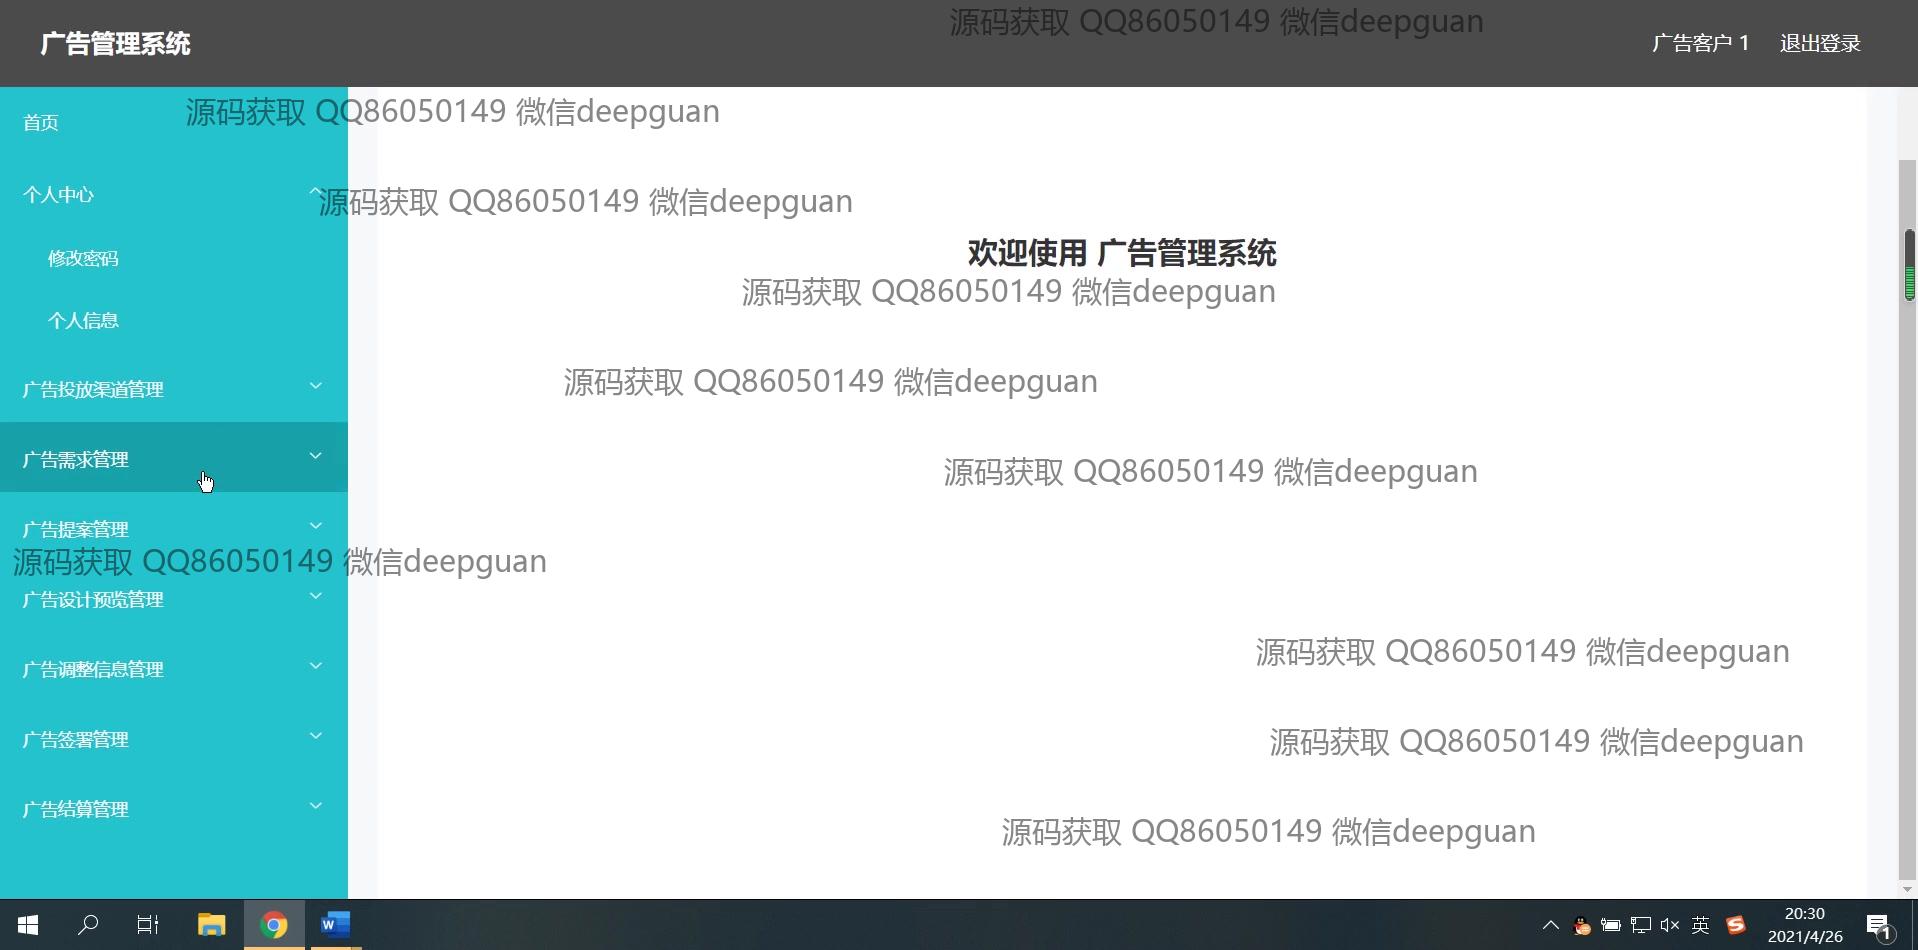 源码获取 QQ86050149 微信deepguan
广告管理系统
广告客户 1
退出登录
源码获取 QQ86050149 微信deepguan
首页
个人中心
源码获取 QQ86050149 微信deepguan
欢迎使用 广告管理系统
修改密码
源码获取 QQ86050149 微信deepguan
个人信息
广告投放渠道管理
源码获取 QQ86050149 微信deepguan
广告需求管理
源码获取 QQ86050149 微信deepguan
广告提案管理
源码获取 QQ86050149 微信deepguan
广告设计预览管理
源码获取 QQ86050149 微信deepguan
广告调整信息管理
广告签署管理
源码获取 QQ86050149 微信deepguan
广告结算管理
源码获取 QQ86050149 微信deepguan
英
20:30
2021/4/26
1